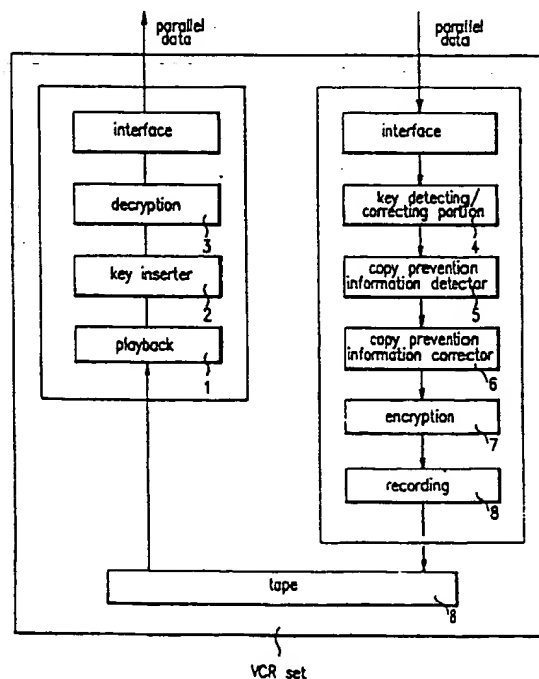 parallel
data
parallel
data
interface
decryption
3
key inserter
2
playback
1
interface
key detecting/
correcting portion
4
copy prevention
information detector
5
copy prevention
information corrector
6
encryption
7
recording
8
tape
8
VCR set